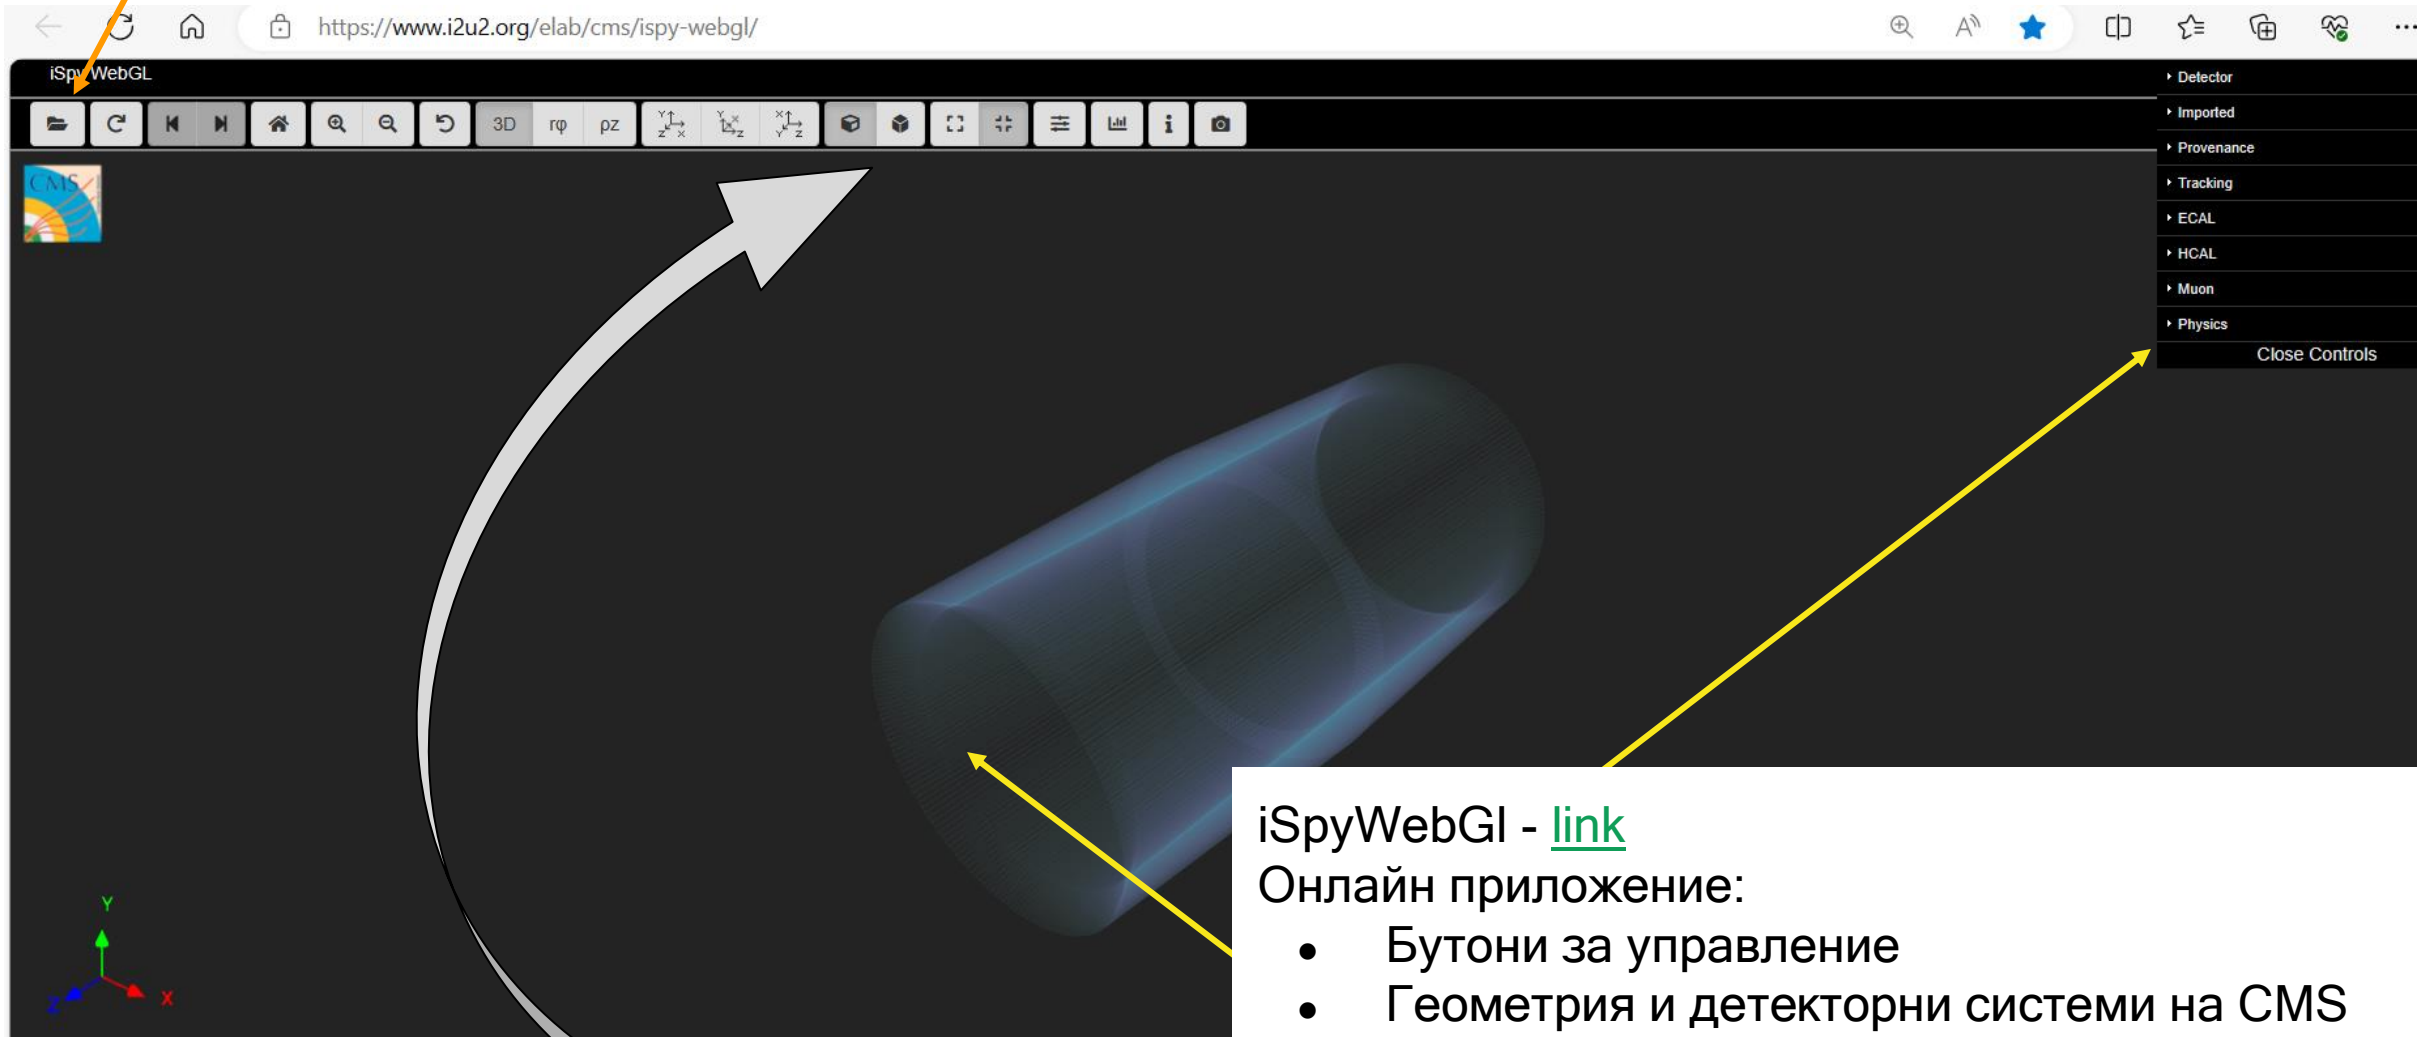 https://www.i2u2.org/elab/cms/ispy-webgl/
iSpy WebGL
3D rφ ρz
Detector
Imported
Provenance
Tracking
ECAL
HCAL
Muon
Physics
Close Controls
CMS
Y
Z X
iSpyWebGl - link
Онлайн приложение:
• Бутони за управление
• Геометрия и детекторни системи на CMS